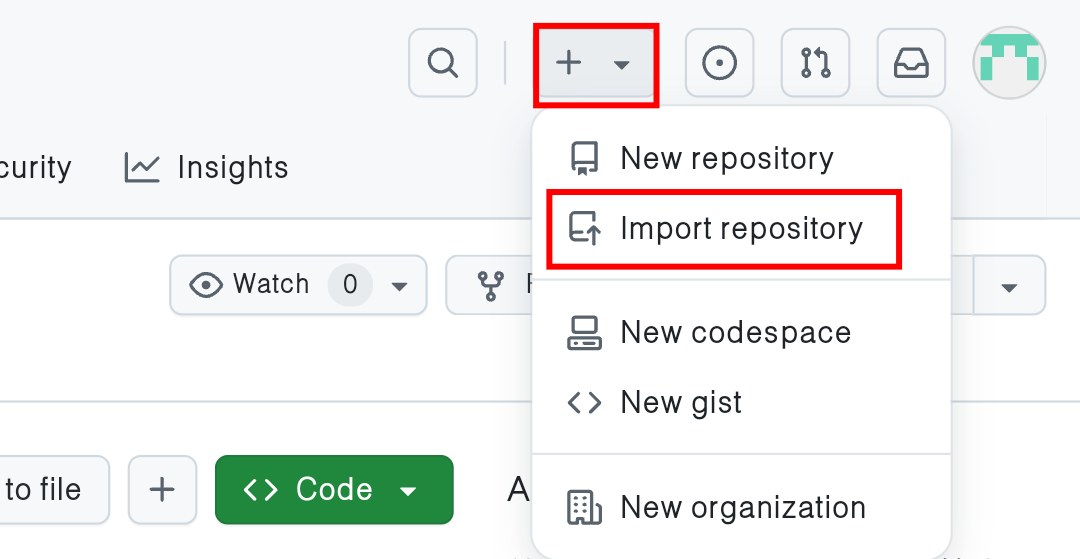 New repository
curity
Insights
Import repository
Watch
0
New codespace
New gist
to file
Code
New organization